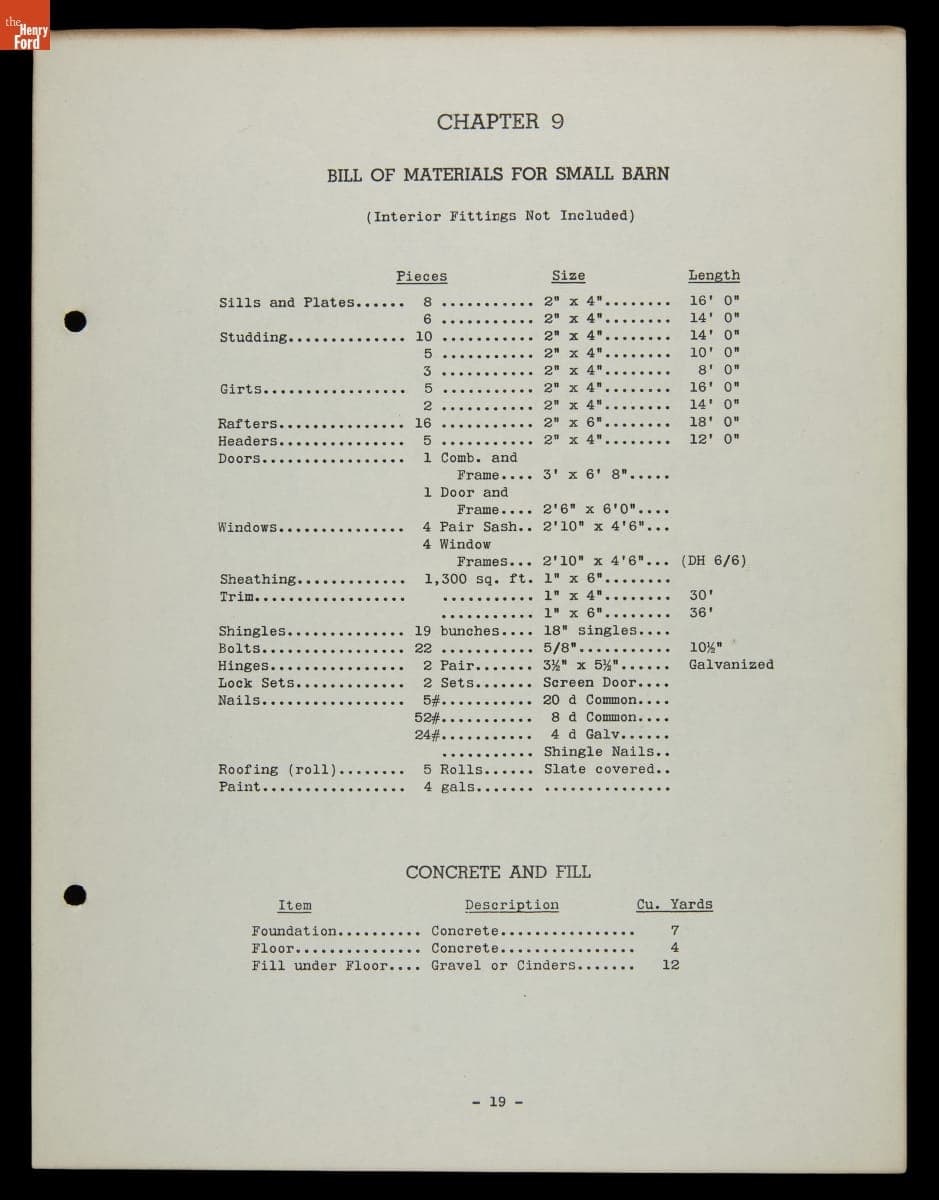 the
Henry
Ford
CHAPTER 9
BILL OF MATERIALS FOR SMALL BARN
(Interior Fittings Not Included)
Pieces Size Length
Sills and Plates...... 8 ........... 2" x 4"........ 16' 0"
6 ........... 2" x 4"........ 14' 0"
Studding.............. 10 ........... 2" x 4"........ 14' 0"
5 ........... 2" x 4"........ 10' 0"
3 ........... 2" x 4"........ 8' 0"
Girts................. 5 ........... 2" x 4"........ 16' 0"
2 ........... 2" x 4"........ 14' 0"
Rafters............... 16 ........... 2" x 6"........ 18' 0"
Headers............... 5 ........... 2" x 4"........ 12' 0"
Doors................. 1 Comb. and
Frame.... 3' x 6' 8".....
1 Door and
Frame.... 2'6" x 6'0"....
Windows............... 4 Pair Sash.. 2'10" x 4'6"...
4 Window
Frames... 2'10" x 4'6"... (DH 6/6)
Sheathing............. 1,300 sq. ft. 1" x 6"........
Trim.................. ........... 1" x 4"........ 30'
........... 1" x 6"........ 36'
Shingles.............. 19 bunches.... 18" singles....
Bolts................. 22 ........... 5/8"........... 10½"
Hinges................ 2 Pair....... 3½" x 5½"...... Galvanized
Lock Sets............. 2 Sets....... Screen Door....
Nails................. 5#........... 20 d Common....
52#........... 8 d Common....
24#........... 4 d Galv......
........... Shingle Nails..
Roofing (roll)........ 5 Rolls...... Slate covered..
Paint................. 4 gals....... ...............
CONCRETE AND FILL
Item Description Cu. Yards
Foundation.......... Concrete................ 7
Floor............... Concrete................ 4
Fill under Floor.... Gravel or Cinders....... 12
- 19 -